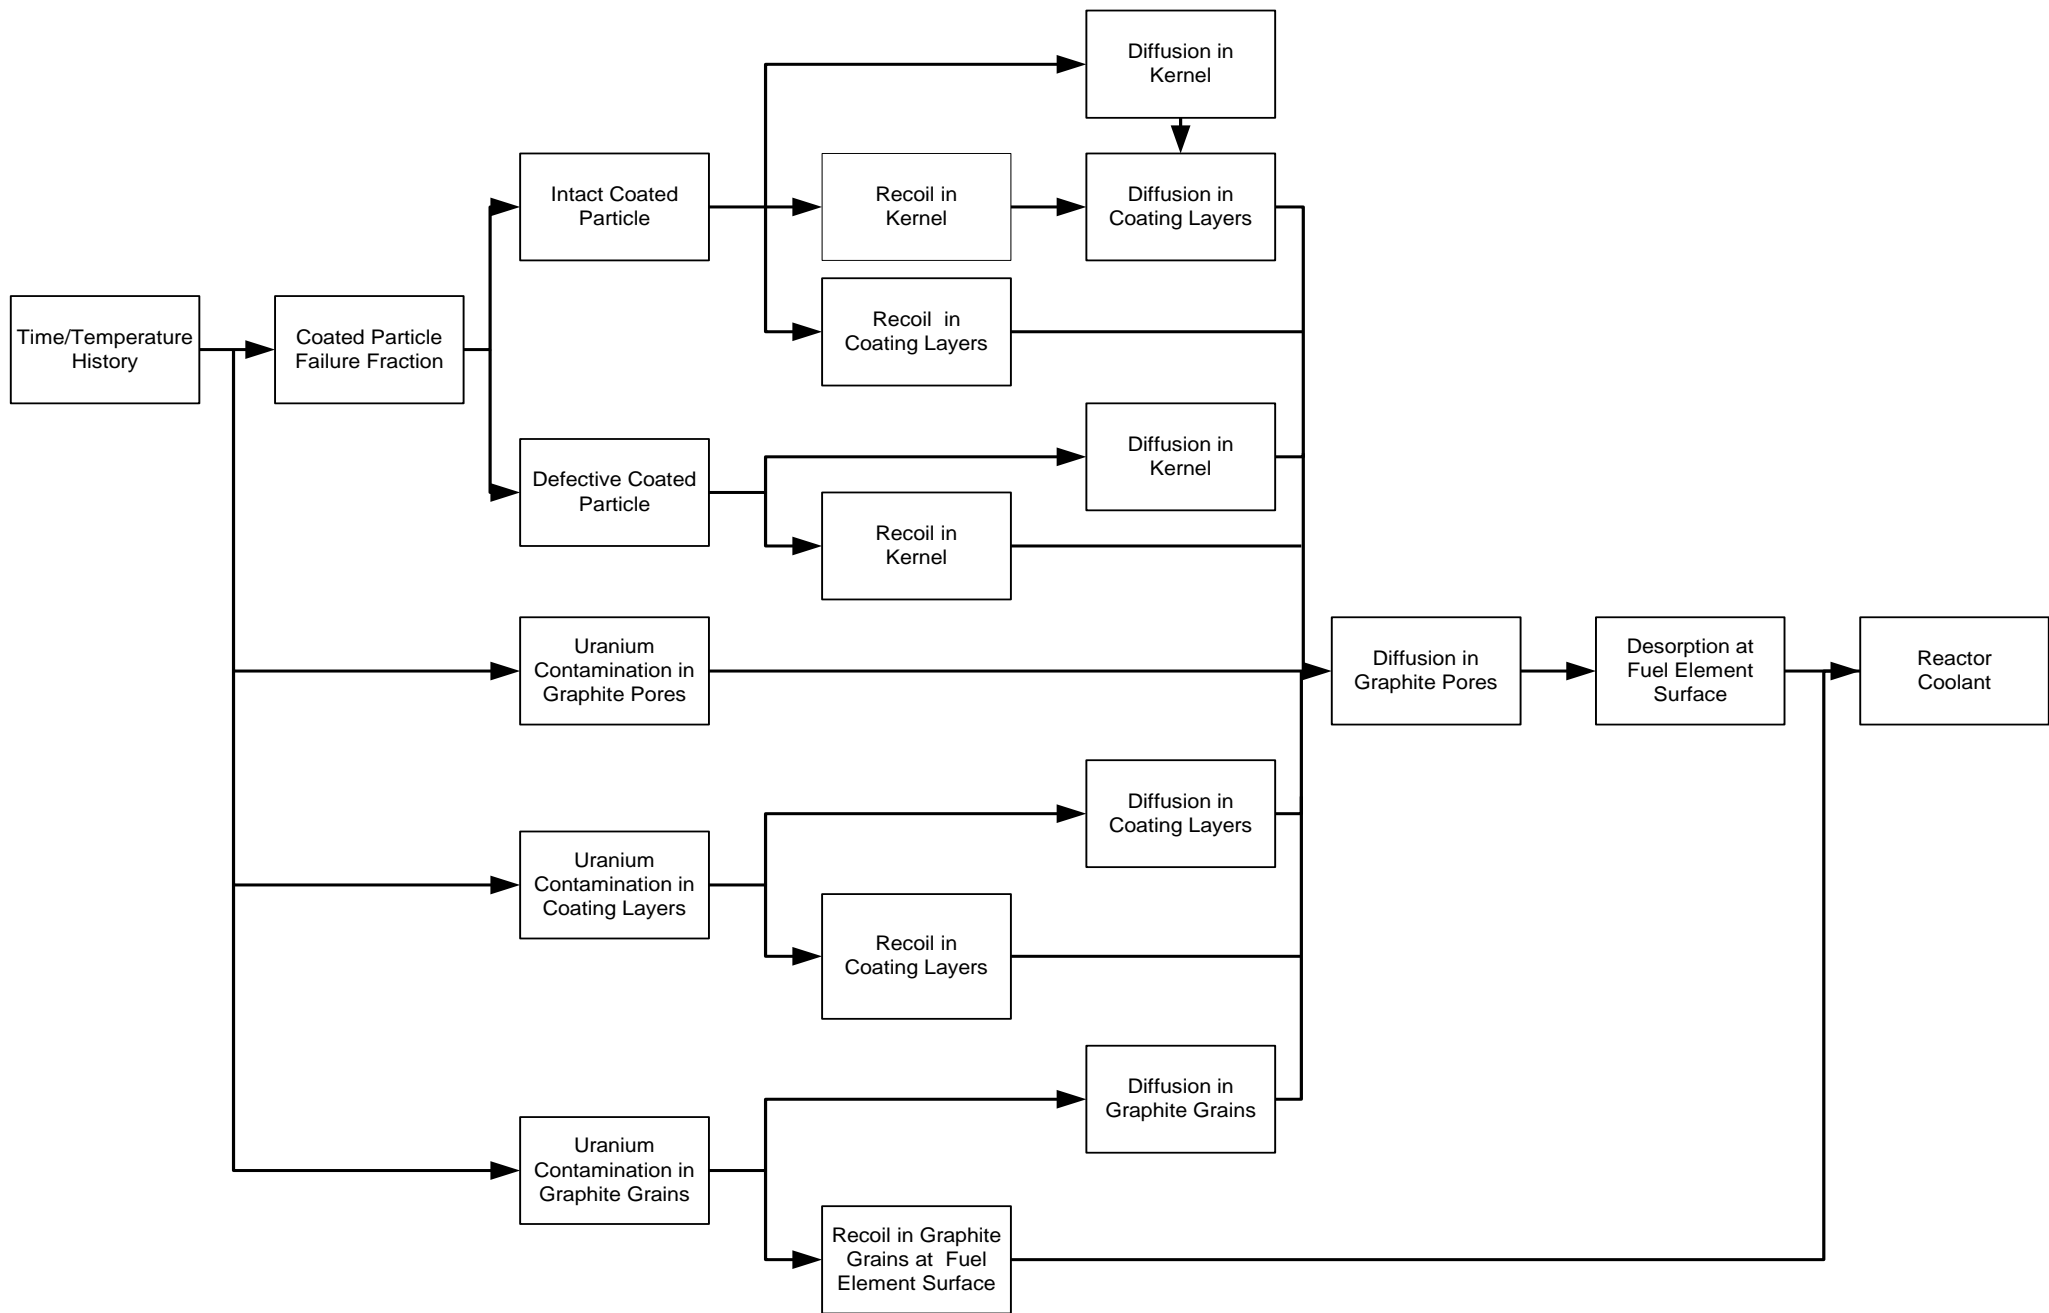 Diffusion in
Kernel
Intact Coated
Particle
Recoil in
Kernel
Diffusion in
Coating Layers
Time/Temperature
History
Coated Particle
Failure Fraction
Recoil in
Coating Layers
Defective Coated
Particle
Diffusion in
Kernel
Recoil in
Kernel
Uranium
Contamination in
Graphite Pores
Diffusion in
Graphite Pores
Desorption at
Fuel Element
Surface
Reactor
Coolant
Uranium
Contamination in
Coating Layers
Diffusion in
Coating Layers
Recoil in
Coating Layers
Uranium
Contamination in
Graphite Grains
Diffusion in
Graphite Grains
Recoil in Graphite
Grains at Fuel
Element Surface